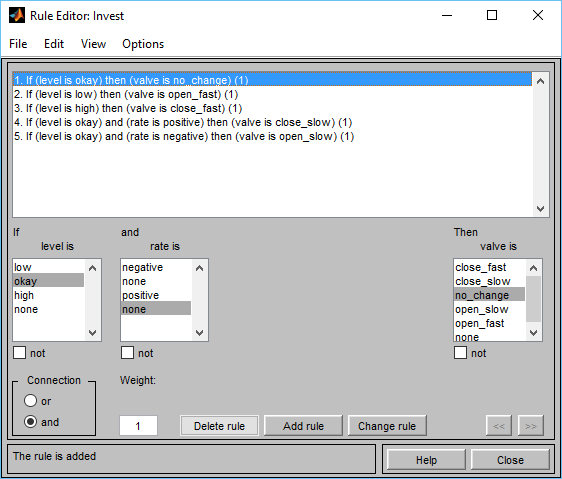 Rule Editor: Invest
File Edit View Options
1. If (level is okay) then (valve is no_change) (1)
2. If (level is low) then (valve is open_fast) (1)
3. If (level is high) then (valve is close_fast) (1)
4. If (level is okay) and (rate is positive) then (valve is close_slow) (1)
5. If (level is okay) and (rate is negative) then (valve is open_slow) (1)
If
level is
low
okay
high
none
not
and
rate is
negative
none
positive
none
not
Then
valve is
close_fast
close_slow
no_change
open_slow
open_fast
none
not
Connection
or
and
Weight:
1
Delete rule
Add rule
Change rule
<<
>>
The rule is added
Help
Close